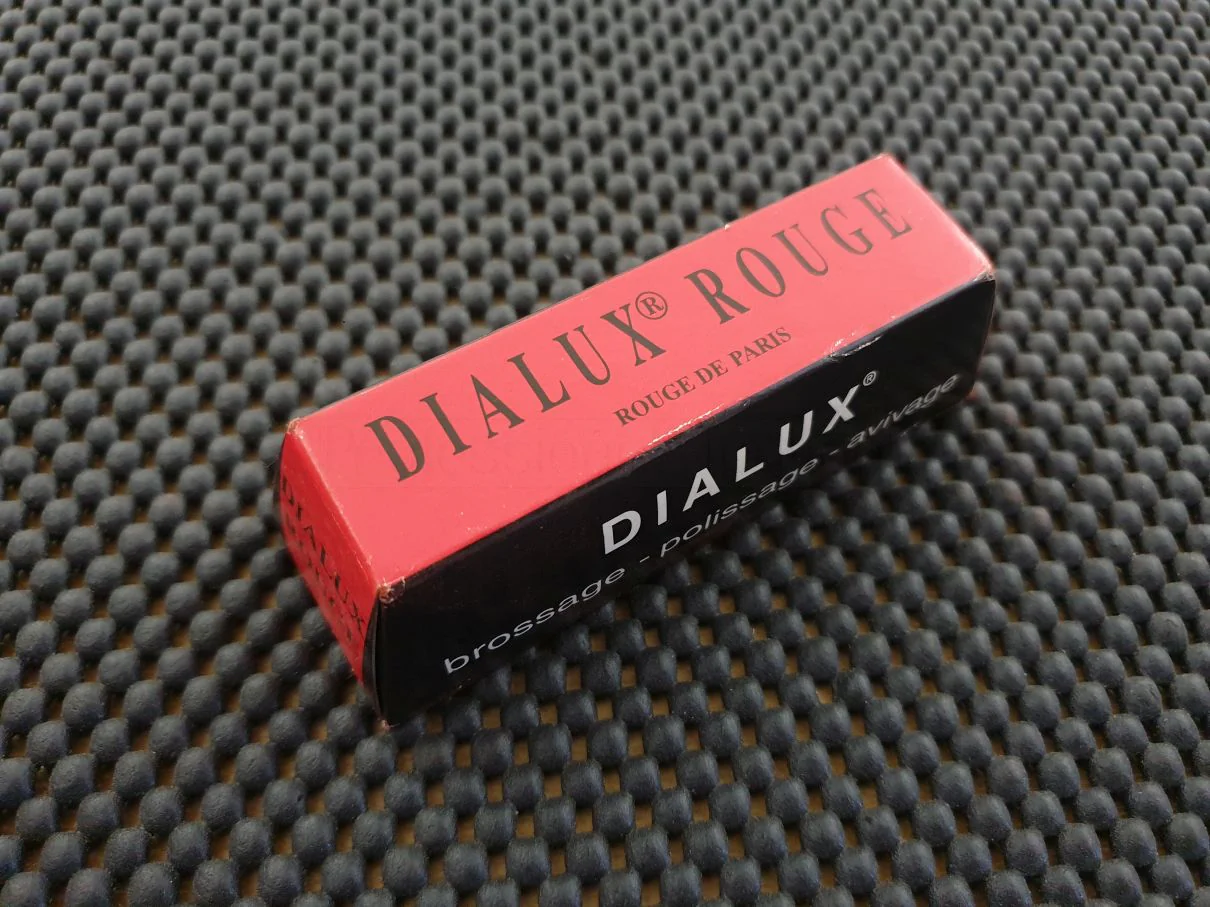 DIALUX® ROUGE
ROUGE DE PARIS
DIALUX®
brossage - polissage - avivage
DIALUX